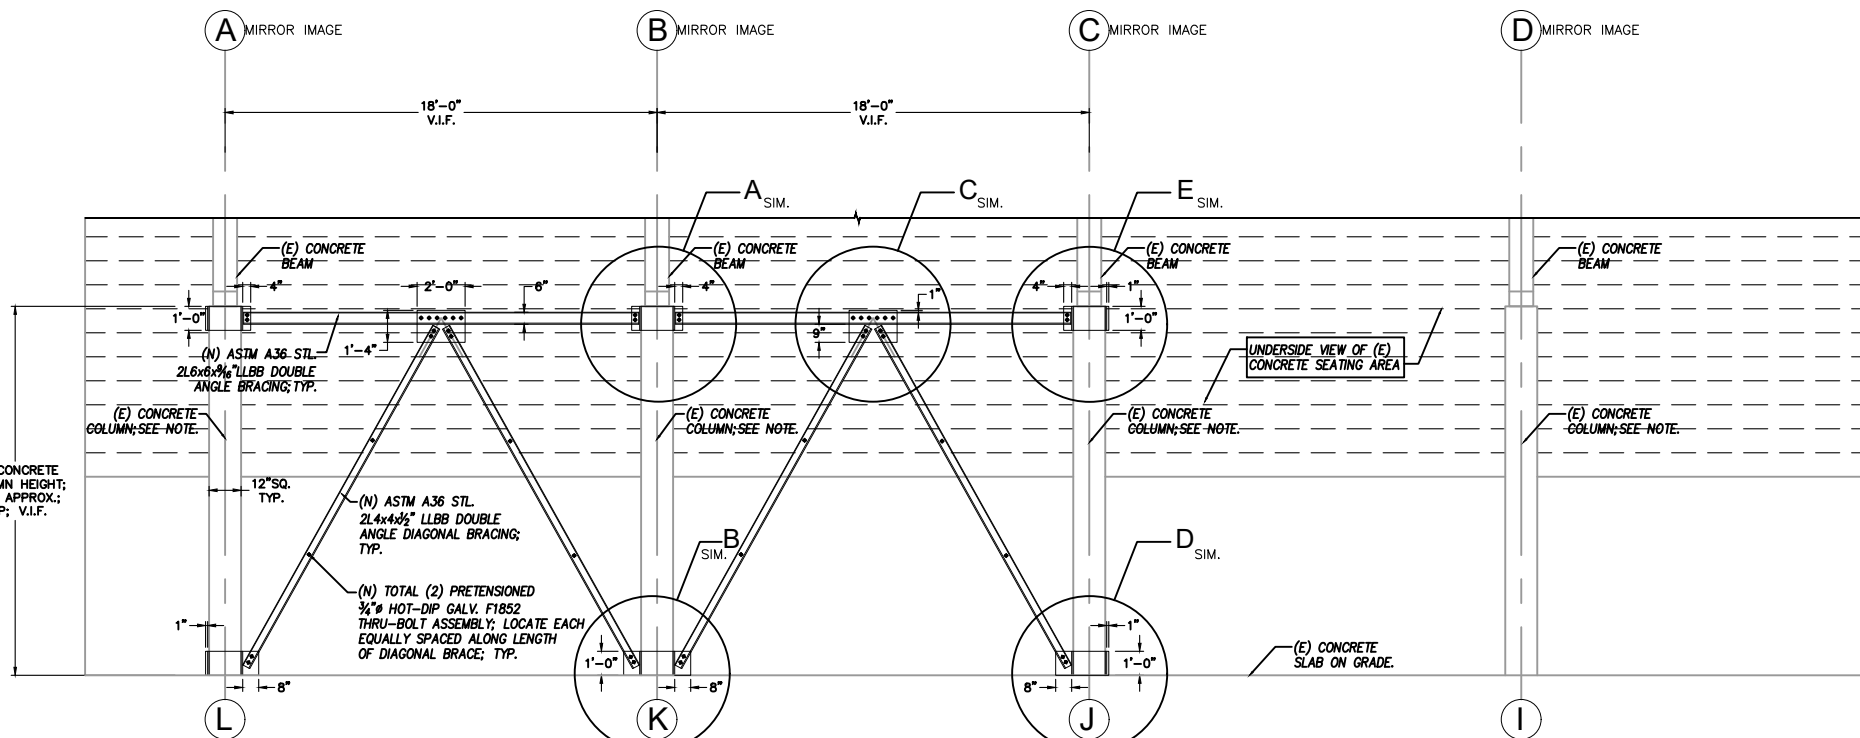 A MIRROR IMAGE
B MIRROR IMAGE
C MIRROR IMAGE
D MIRROR IMAGE
18'-0"
V.I.F.
18'-0"
V.I.F.
A SIM.
C SIM.
E SIM.
(E) CONCRETE
BEAM
(E) CONCRETE
BEAM
(E) CONCRETE
BEAM
(E) CONCRETE
BEAM
4"
2'-0"
6"
4"
1"
4"
1"
1'-0"
1'-4"
9"
1'-0"
(N) ASTM A36 STL.
2L6x6x9/16" LLBB DOUBLE
ANGLE BRACING; TYP.
UNDERSIDE VIEW OF (E)
CONCRETE SEATING AREA
(E) CONCRETE
COLUMN; SEE NOTE.
(E) CONCRETE
COLUMN; SEE NOTE.
(E) CONCRETE
COLUMN; SEE NOTE.
(E) CONCRETE
COLUMN; SEE NOTE.
CONCRETE
MN HEIGHT;
APPROX.;
P; V.I.F.
12"SQ.
TYP.
(N) ASTM A36 STL.
2L4x4x1/2" LLBB DOUBLE
ANGLE DIAGONAL BRACING;
TYP.
B SIM.
D SIM.
(N) TOTAL (2) PRETENSIONED
3/4"ø HOT-DIP GALV. F1852
THRU-BOLT ASSEMBLY; LOCATE EACH
EQUALLY SPACED ALONG LENGTH
OF DIAGONAL BRACE; TYP.
1"
1"
1'-0"
1'-0"
(E) CONCRETE
SLAB ON GRADE.
8"
8"
8"
L
K
J
I